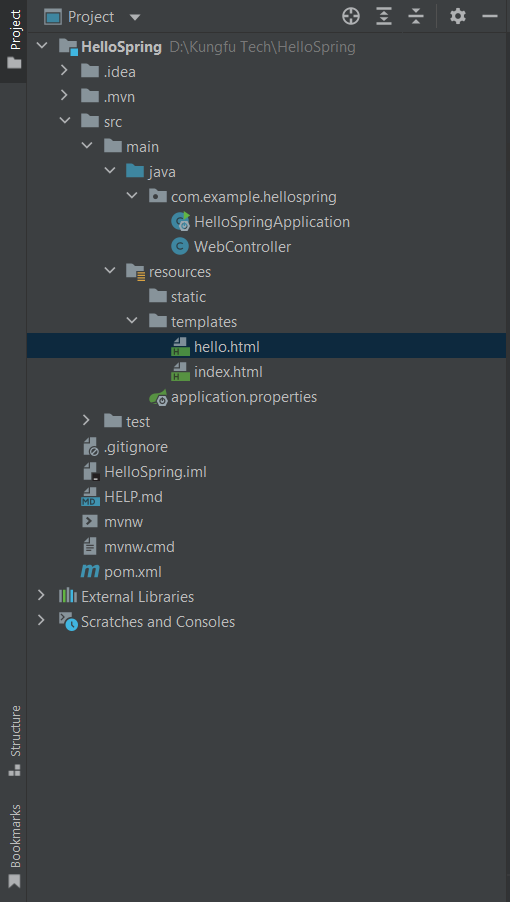 Project
Project
HelloSpring D:\Kungfu Tech\HelloSpring
.idea
.mvn
src
main
java
com.example.hellospring
HelloSpringApplication
C WebController
resources
static
templates
H hello.html
H index.html
application.properties
test
.gitignore
HelloSpring.iml
MD HELP.md
mvnw
mvnw.cmd
m pom.xml
External Libraries
Scratches and Consoles
Structure
Bookmarks